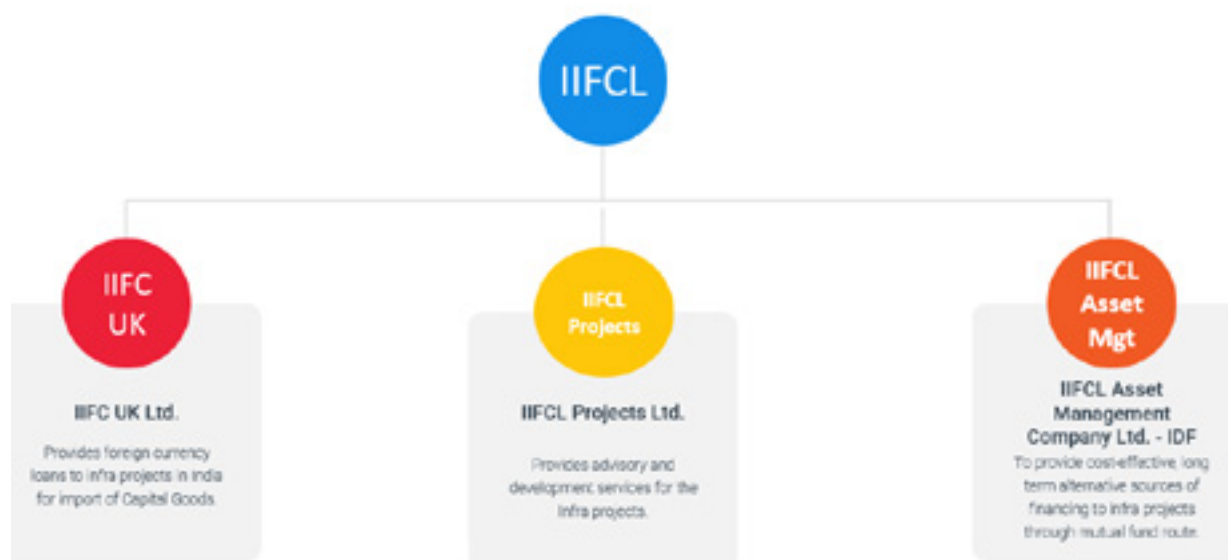 IIFCL
IIFC
UK
IIFC UK Ltd.
Provides foreign currency
loans to infra projects in India
for import of Capital Goods.
IIFCL
Projects
IIFCL Projects Ltd.
Provides advisory and
development services for the
Infra projects.
IIFCL
Asset
Mgt
IIFCL Asset
Management
Company Ltd. - IDF
To provide cost-effective, long
term alternative sources of
financing to infra projects
through mutual fund route.